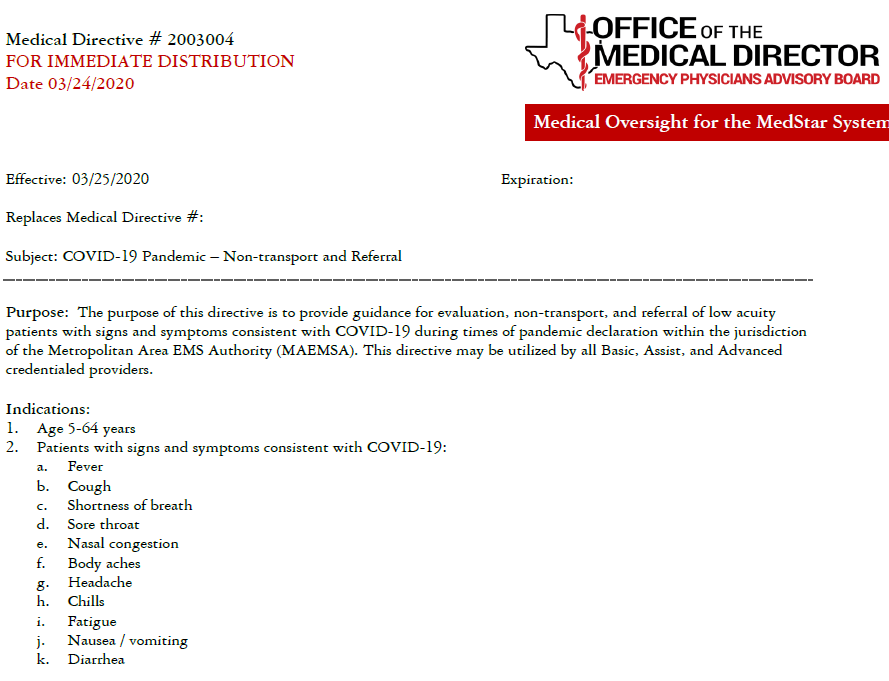 Medical Directive # 2003004
FOR IMMEDIATE DISTRIBUTION
Date 03/24/2020
OFFICE OF THE
MEDICAL DIRECTOR
EMERGENCY PHYSICIANS ADVISORY BOARD
Medical Oversight for the MedStar System
Effective: 03/25/2020
Expiration:
Replaces Medical Directive #:
Subject: COVID-19 Pandemic – Non-transport and Referral
Purpose: The purpose of this directive is to provide guidance for evaluation, non-transport, and referral of low acuity
patients with signs and symptoms consistent with COVID-19 during times of pandemic declaration within the jurisdiction
of the Metropolitan Area EMS Authority (MAEMSA). This directive may be utilized by all Basic, Assist, and Advanced
credentialed providers.
Indications:
1. Age 5-64 years
2. Patients with signs and symptoms consistent with COVID-19:
a. Fever
b. Cough
c. Shortness of breath
d. Sore throat
e. Nasal congestion
f. Body aches
g. Headache
h. Chills
i. Fatigue
j. Nausea / vomiting
k. Diarrhea